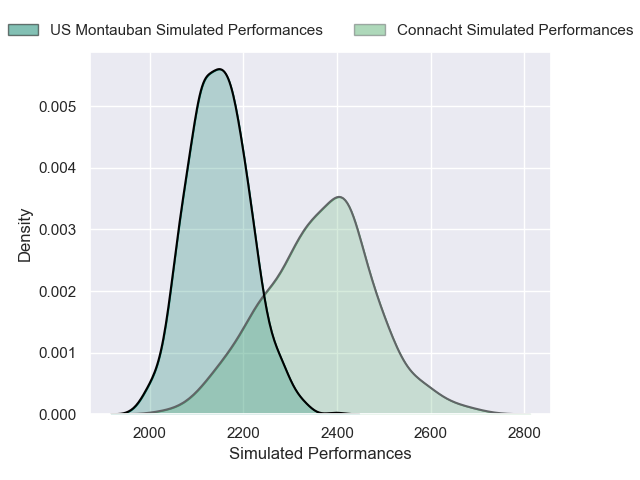 US Montauban Simulated Performances
Connacht Simulated Performances
0.005
0.004
0.003
0.002
0.001
0.000
Density
2000 2200 2400 2600 2800
Simulated Performances